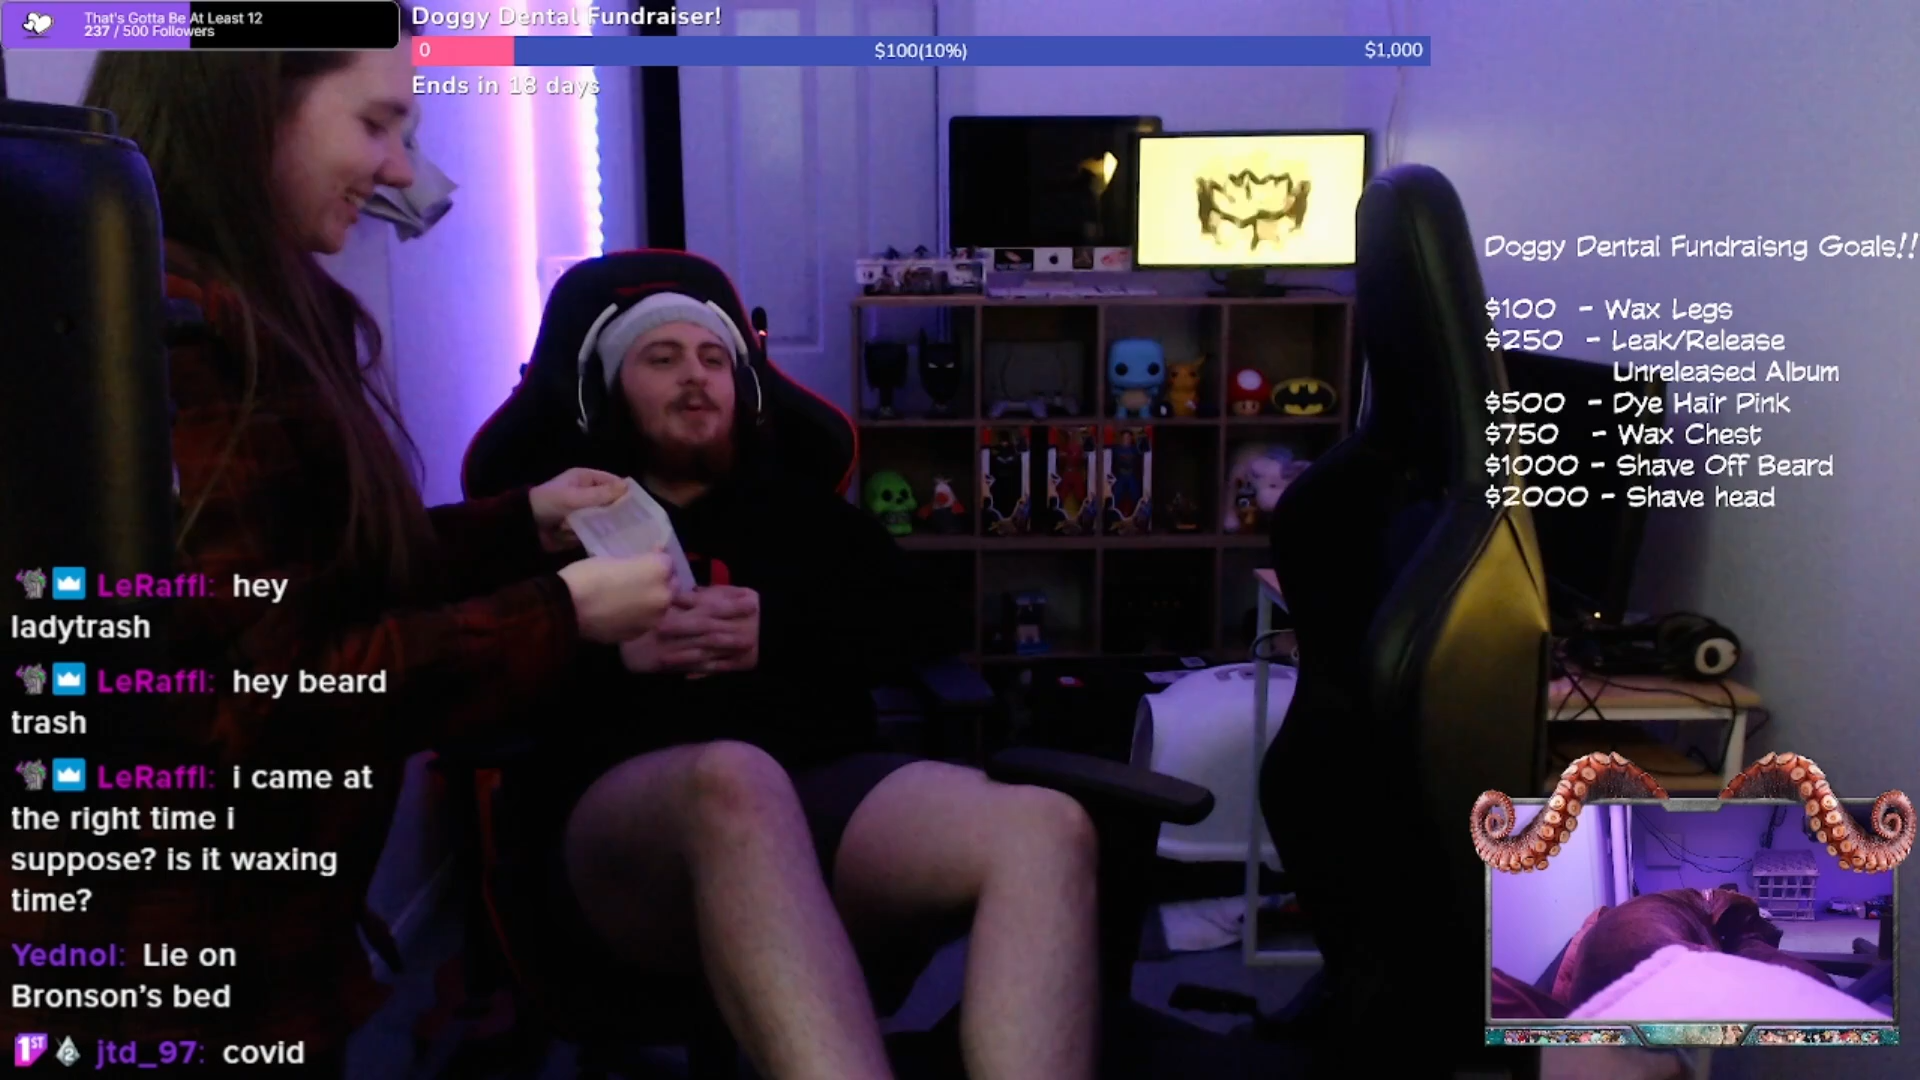 That's Gotta Be At Least 12
237 / 500 Followers
Doggy Dental Fundraiser!
0 $100(10%) $1,000
Ends in 18 days
Doggy Dental Fundraisng Goals!!
$100 - Wax Legs
$250 - Leak/Release
Unreleased Album
$500 - Dye Hair Pink
$750 - Wax Chest
$1000 - Shave Off Beard
$2000 - Shave head
LeRaffl: hey
ladytrash
LeRaffl: hey beard
trash
LeRaffl: i came at
the right time i
suppose? is it waxing
time?
Yednol: Lie on
Bronson's bed
1ST 2 jtd_97: covid